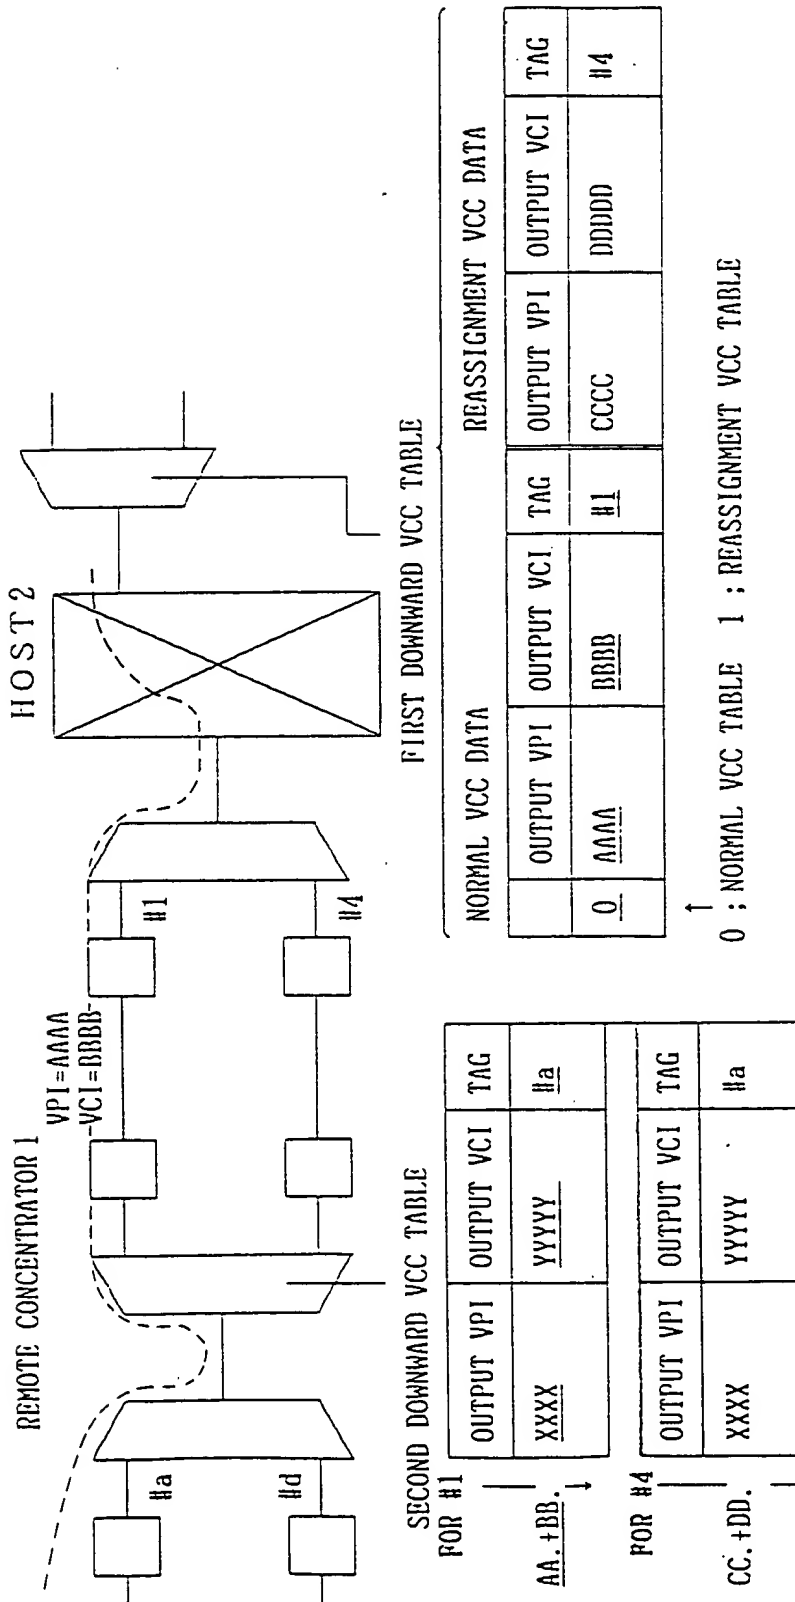 REMOTE CONCENTRATOR 1
HOST 2
VPI=AAAA
VCI=BBBB
#a
#d
#1
#4
SECOND DOWNWARD VCC TABLE
FOR #1
OUTPUT VPI OUTPUT VCI TAG
AA.+BB. XXXX YYYYY #a
FOR #4
OUTPUT VPI OUTPUT VCI TAG
CC.+DD. XXXX YYYYY #a
FIRST DOWNWARD VCC TABLE
NORMAL VCC DATA REASSIGNMENT VCC DATA
OUTPUT VPI OUTPUT VCI TAG OUTPUT VPI OUTPUT VCI TAG
0 AAAA BBBB #1 CCCC DDDDD #4
↑
0 ; NORMAL VCC TABLE 1 ; REASSIGNMENT VCC TABLE